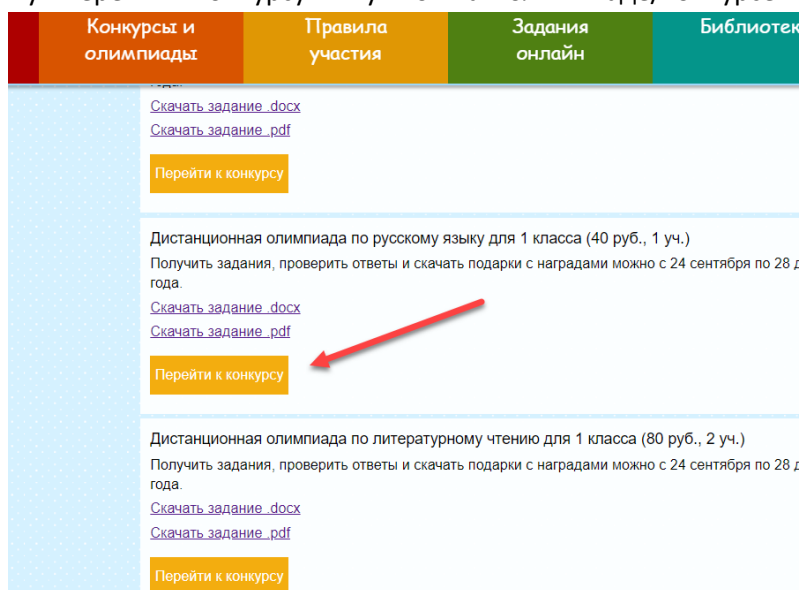 Конкурсы и олимпиады
Правила участия
Задания онлайн
Библиотек
года.
Скачать задание .docx
Скачать задание .pdf
Перейти к конкурсу
Дистанционная олимпиада по русскому языку для 1 класса (40 руб., 1 уч.)
Получить задания, проверить ответы и скачать подарки с наградами можно с 24 сентября по 28 д
года.
Скачать задание .docx
Скачать задание .pdf
Перейти к конкурсу
Дистанционная олимпиада по литературному чтению для 1 класса (80 руб., 2 уч.)
Получить задания, проверить ответы и скачать подарки с наградами можно с 24 сентября по 28 д
года.
Скачать задание .docx
Скачать задание .pdf
Перейти к конкурсу